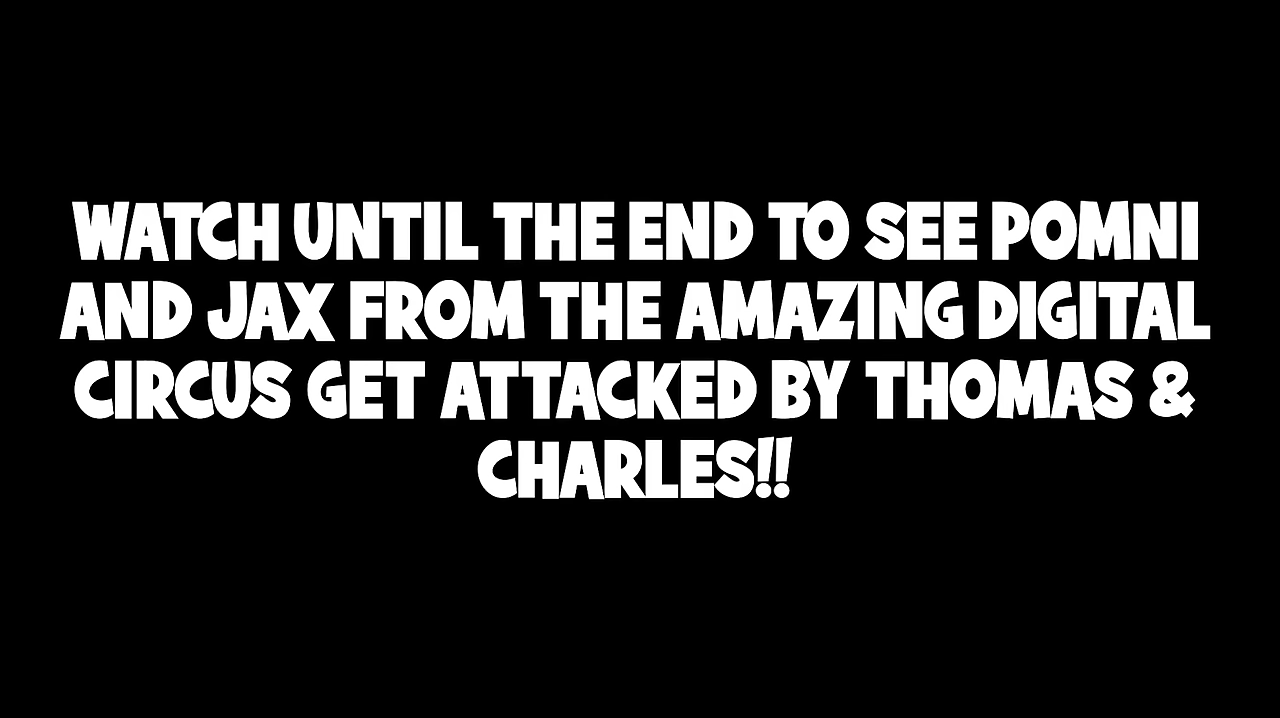 WATCH UNTIL THE END TO SEE POMNI
AND JAX FROM THE AMAZING DIGITAL
CIRCUS GET ATTACKED BY THOMAS &
CHARLES!!